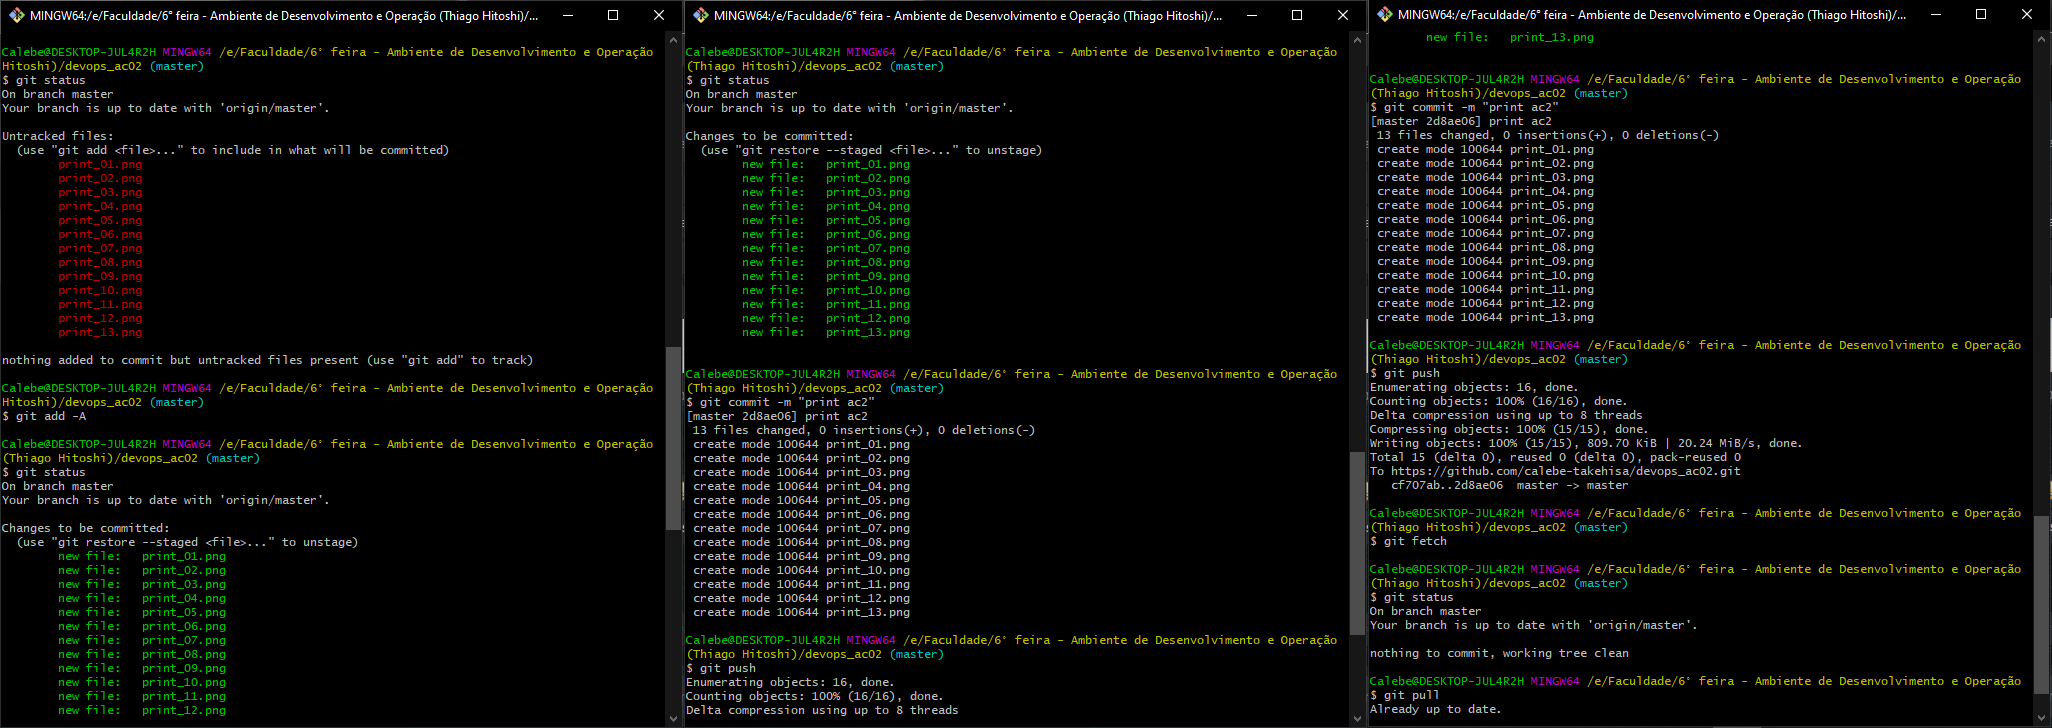 MINGW64:/e/Faculdade/6° feira - Ambiente de Desenvolvimento e Operação (Thiago Hitoshi)/...
Calebe@DESKTOP-JUL4R2H MINGW64 /e/Faculdade/6° feira - Ambiente de Desenvolvimento e Operação
Hitoshi)/devops_ac02 (master)
$ git status
On branch master
Your branch is up to date with 'origin/master'.
Untracked files:
(use "git add <file>..." to include in what will be committed)
print_01.png
print_02.png
print_03.png
print_04.png
print_05.png
print_06.png
print_07.png
print_08.png
print_09.png
print_10.png
print_11.png
print_12.png
print_13.png
nothing added to commit but untracked files present (use "git add" to track)
Calebe@DESKTOP-JUL4R2H MINGW64 /e/Faculdade/6° feira - Ambiente de Desenvolvimento e Operação
Hitoshi)/devops_ac02 (master)
$ git add -A
Calebe@DESKTOP-JUL4R2H MINGW64 /e/Faculdade/6° feira - Ambiente de Desenvolvimento e Operação
(Thiago Hitoshi)/devops_ac02 (master)
$ git status
On branch master
Your branch is up to date with 'origin/master'.
Changes to be committed:
(use "git restore --staged <file>..." to unstage)
new file:   print_01.png
new file:   print_02.png
new file:   print_03.png
new file:   print_04.png
new file:   print_05.png
new file:   print_06.png
new file:   print_07.png
new file:   print_08.png
new file:   print_09.png
new file:   print_10.png
new file:   print_11.png
new file:   print_12.png
MINGW64:/e/Faculdade/6° feira - Ambiente de Desenvolvimento e Operação (Thiago Hitoshi)/...
Calebe@DESKTOP-JUL4R2H MINGW64 /e/Faculdade/6° feira - Ambiente de Desenvolvimento e Operação
(Thiago Hitoshi)/devops_ac02 (master)
$ git status
On branch master
Your branch is up to date with 'origin/master'.
Changes to be committed:
(use "git restore --staged <file>..." to unstage)
new file:   print_01.png
new file:   print_02.png
new file:   print_03.png
new file:   print_04.png
new file:   print_05.png
new file:   print_06.png
new file:   print_07.png
new file:   print_08.png
new file:   print_09.png
new file:   print_10.png
new file:   print_11.png
new file:   print_12.png
new file:   print_13.png
Calebe@DESKTOP-JUL4R2H MINGW64 /e/Faculdade/6° feira - Ambiente de Desenvolvimento e Operação
(Thiago Hitoshi)/devops_ac02 (master)
$ git commit -m "print ac2"
[master 2d8ae06] print ac2
13 files changed, 0 insertions(+), 0 deletions(-)
create mode 100644 print_01.png
create mode 100644 print_02.png
create mode 100644 print_03.png
create mode 100644 print_04.png
create mode 100644 print_05.png
create mode 100644 print_06.png
create mode 100644 print_07.png
create mode 100644 print_08.png
create mode 100644 print_09.png
create mode 100644 print_10.png
create mode 100644 print_11.png
create mode 100644 print_12.png
create mode 100644 print_13.png
Calebe@DESKTOP-JUL4R2H MINGW64 /e/Faculdade/6° feira - Ambiente de Desenvolvimento e Operação
(Thiago Hitoshi)/devops_ac02 (master)
$ git push
Enumerating objects: 16, done.
Counting objects: 100% (16/16), done.
Delta compression using up to 8 threads
MINGW64:/e/Faculdade/6° feira - Ambiente de Desenvolvimento e Operação (Thiago Hitoshi)/...
new file:   print_13.png
Calebe@DESKTOP-JUL4R2H MINGW64 /e/Faculdade/6° feira - Ambiente de Desenvolvimento e Operação
(Thiago Hitoshi)/devops_ac02 (master)
$ git commit -m "print ac2"
[master 2d8ae06] print ac2
13 files changed, 0 insertions(+), 0 deletions(-)
create mode 100644 print_01.png
create mode 100644 print_02.png
create mode 100644 print_03.png
create mode 100644 print_04.png
create mode 100644 print_05.png
create mode 100644 print_06.png
create mode 100644 print_07.png
create mode 100644 print_08.png
create mode 100644 print_09.png
create mode 100644 print_10.png
create mode 100644 print_11.png
create mode 100644 print_12.png
create mode 100644 print_13.png
Calebe@DESKTOP-JUL4R2H MINGW64 /e/Faculdade/6° feira - Ambiente de Desenvolvimento e Operação
(Thiago Hitoshi)/devops_ac02 (master)
$ git push
Enumerating objects: 16, done.
Counting objects: 100% (16/16), done.
Delta compression using up to 8 threads
Compressing objects: 100% (15/15), done.
Writing objects: 100% (15/15), 809.70 KiB | 20.24 MiB/s, done.
Total 15 (delta 0), reused 0 (delta 0), pack-reused 0
To https://github.com/calebe-takehisa/devops_ac02.git
cf707ab..2d8ae06  master -> master
Calebe@DESKTOP-JUL4R2H MINGW64 /e/Faculdade/6° feira - Ambiente de Desenvolvimento e Operação
(Thiago Hitoshi)/devops_ac02 (master)
$ git fetch
Calebe@DESKTOP-JUL4R2H MINGW64 /e/Faculdade/6° feira - Ambiente de Desenvolvimento e Operação
(Thiago Hitoshi)/devops_ac02 (master)
$ git status
On branch master
Your branch is up to date with 'origin/master'.
nothing to commit, working tree clean
Calebe@DESKTOP-JUL4R2H MINGW64 /e/Faculdade/6° feira - Ambiente de Desenvolvimento e Operação
$ git pull
Already up to date.